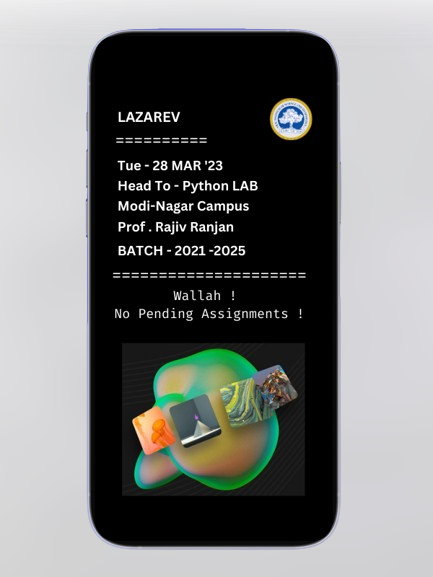 LAZAREV
==========
Tue - 28 MAR '23
Head To - Python LAB
Modi-Nagar Campus
Prof . Rajiv Ranjan
BATCH - 2021 -2025
=====================
Wallah !
No Pending Assignments !